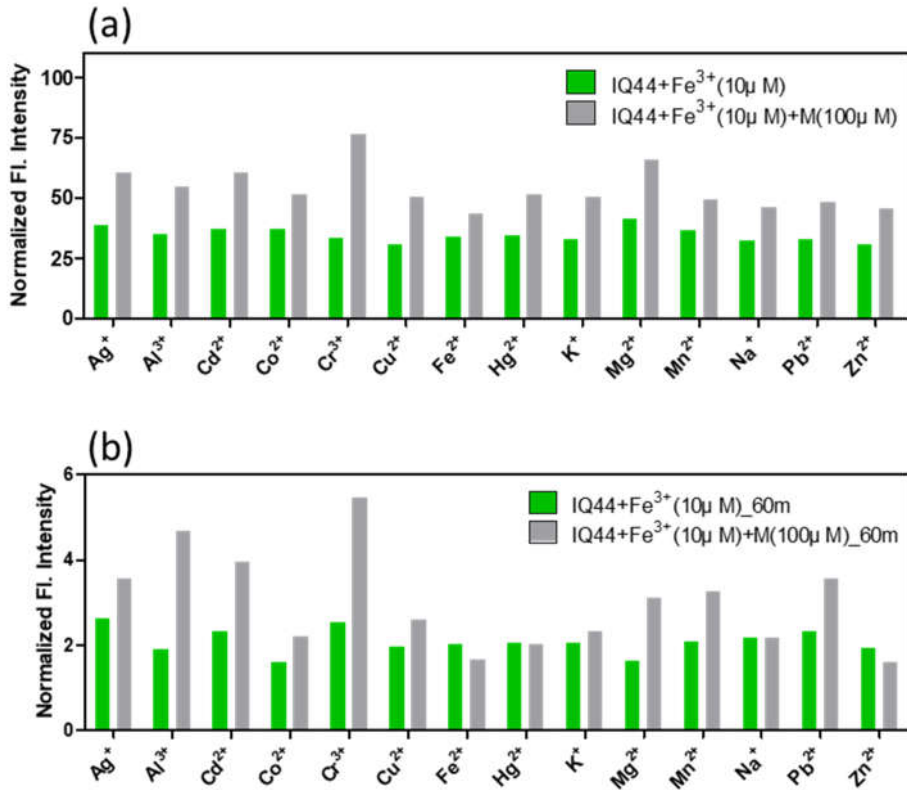 (a)
Normalized Fl. Intensity
100
75
50
25
0
IQ44+Fe³⁺(10µ M)
IQ44+Fe³⁺(10µ M)+M(100µ M)
Ag⁺ Al³⁺ Cd²⁺ Co²⁺ Cr³⁺ Cu²⁺ Fe²⁺ Hg²⁺ K⁺ Mg²⁺ Mn²⁺ Na⁺ Pb²⁺ Zn²⁺
(b)
Normalized Fl. Intensity
6
4
2
0
IQ44+Fe³⁺(10µ M)_60m
IQ44+Fe³⁺(10µ M)+M(100µ M)_60m
Ag⁺ Al³⁺ Cd²⁺ Co²⁺ Cr³⁺ Cu²⁺ Fe²⁺ Hg²⁺ K⁺ Mg²⁺ Mn²⁺ Na⁺ Pb²⁺ Zn²⁺